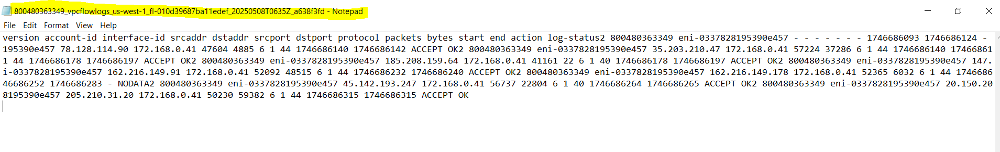 800480363349_vpcflowlogs_us-west-1_fl-010d39687ba11edef_20250508T0635Z_a638f3fd - Notepad
File Edit Format View Help
version account-id interface-id srcaddr dstaddr srcport dstport protocol packets bytes start end action log-status2 800480363349 eni-0337828195390e457 - - - - - - - 1746686093 1746686124 -
195390e457 78.128.114.90 172.168.0.41 47604 4885 6 1 44 1746686140 1746686142 ACCEPT OK2 800480363349 eni-0337828195390e457 35.203.210.47 172.168.0.41 57224 37286 6 1 44 1746686140 17466861
1 44 1746686178 1746686197 ACCEPT OK2 800480363349 eni-0337828195390e457 185.208.159.64 172.168.0.41 41161 22 6 1 40 1746686178 1746686197 ACCEPT OK2 800480363349 eni-0337828195390e457 147.
i-0337828195390e457 162.216.149.91 172.168.0.41 52092 48515 6 1 44 1746686232 1746686240 ACCEPT OK2 800480363349 eni-0337828195390e457 162.216.149.178 172.168.0.41 52365 6032 6 1 44 1746686
46686252 1746686283 - NODATA2 800480363349 eni-0337828195390e457 45.142.193.247 172.168.0.41 56737 22804 6 1 40 1746686264 1746686265 ACCEPT OK2 800480363349 eni-0337828195390e457 20.150.20
8195390e457 205.210.31.20 172.168.0.41 50230 59382 6 1 44 1746686315 1746686315 ACCEPT OK